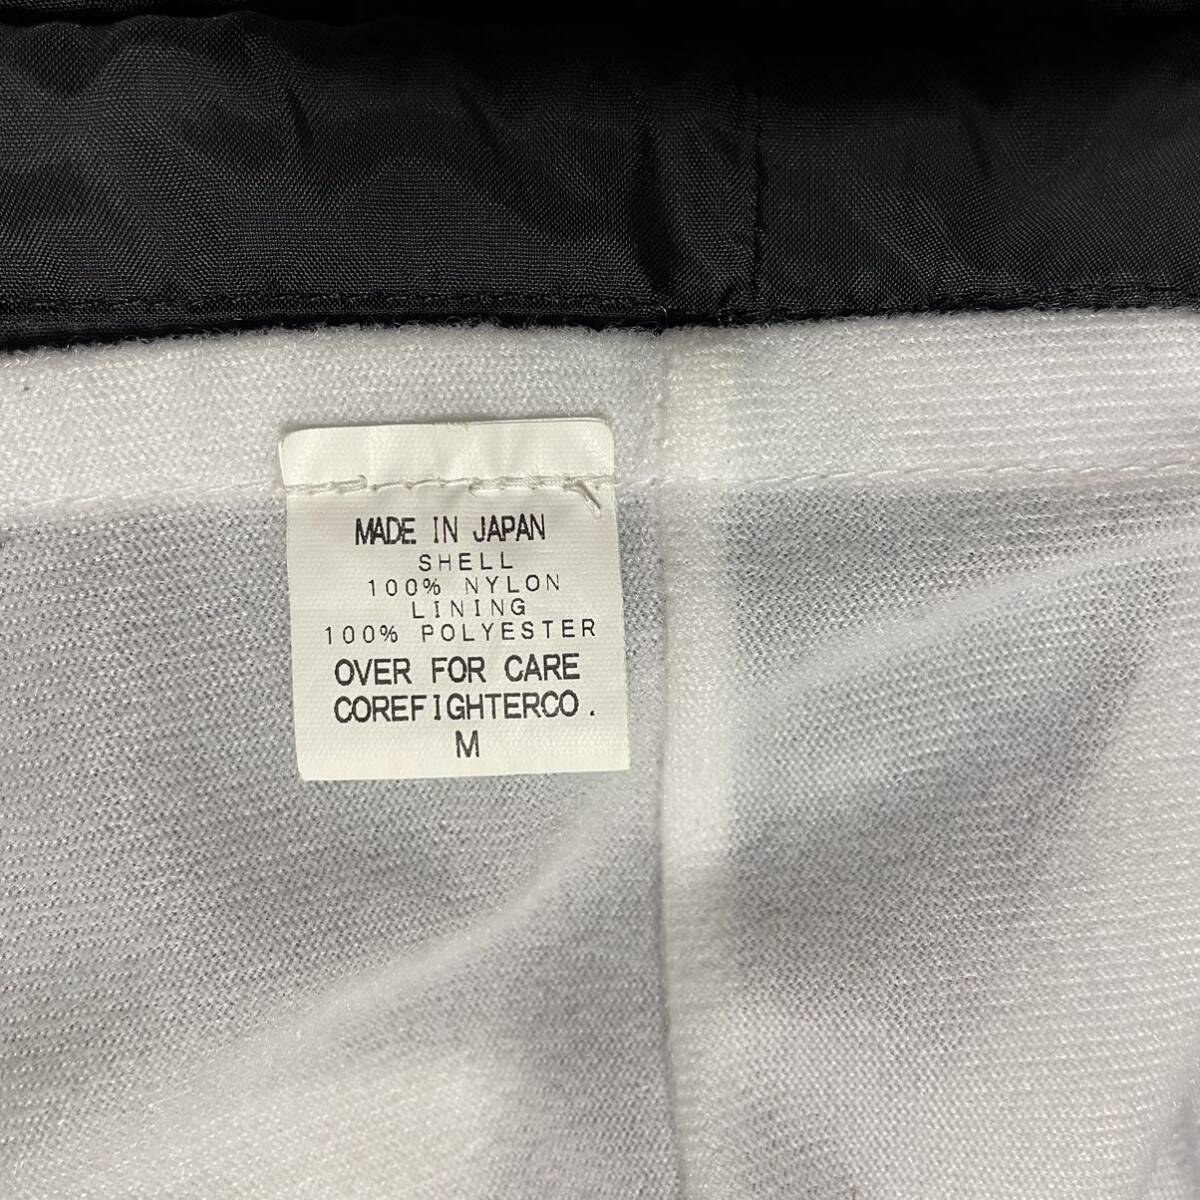 MADE IN JAPAN
SHELL
100% NYLON
LINING
100% POLYESTER
OVER FOR CARE
COREFIGHTERCO.
M